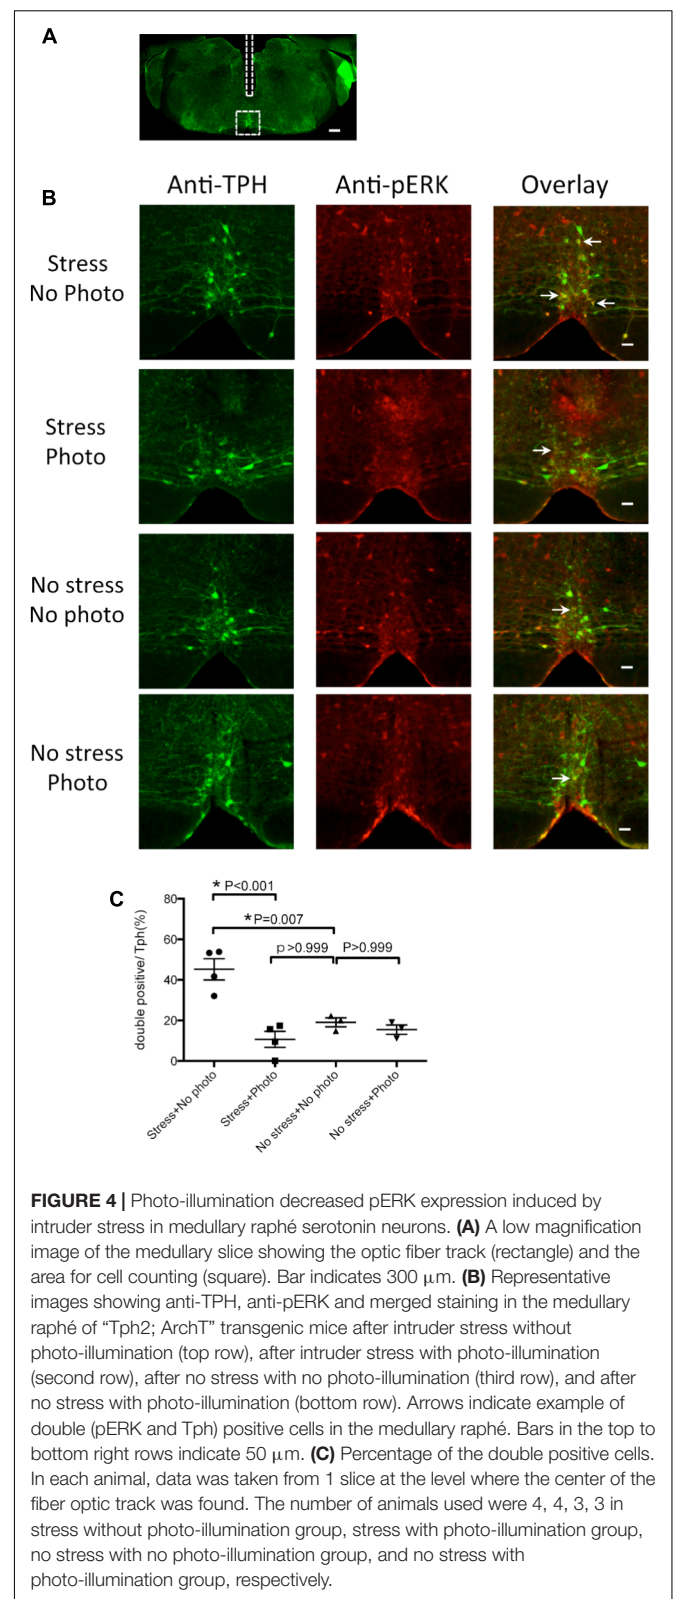 A
B
Anti-TPH
Anti-pERK
Overlay
Stress
No Photo
Stress
Photo
No stress
No photo
No stress
Photo
C
* P<0.001
*P=0.007
p>0.999
P>0.999
double positive/Tph(%)
80
60
40
20
0
Stress+No photo
Stress+Photo
No stress+No photo
No stress+Photo
FIGURE 4 | Photo-illumination decreased pERK expression induced by
intruder stress in medullary raphé serotonin neurons. (A) A low magnification
image of the medullary slice showing the optic fiber track (rectangle) and the
area for cell counting (square). Bar indicates 300 μm. (B) Representative
images showing anti-TPH, anti-pERK and merged staining in the medullary
raphé of “Tph2; ArchT” transgenic mice after intruder stress without
photo-illumination (top row), after intruder stress with photo-illumination
(second row), after no stress with no photo-illumination (third row), and after
no stress with photo-illumination (bottom row). Arrows indicate example of
double (pERK and Tph) positive cells in the medullary raphé. Bars in the top to
bottom right rows indicate 50 μm. (C) Percentage of the double positive cells.
In each animal, data was taken from 1 slice at the level where the center of the
fiber optic track was found. The number of animals used were 4, 4, 3, 3 in
stress without photo-illumination group, stress with photo-illumination group,
no stress with no photo-illumination group, and no stress with
photo-illumination group, respectively.